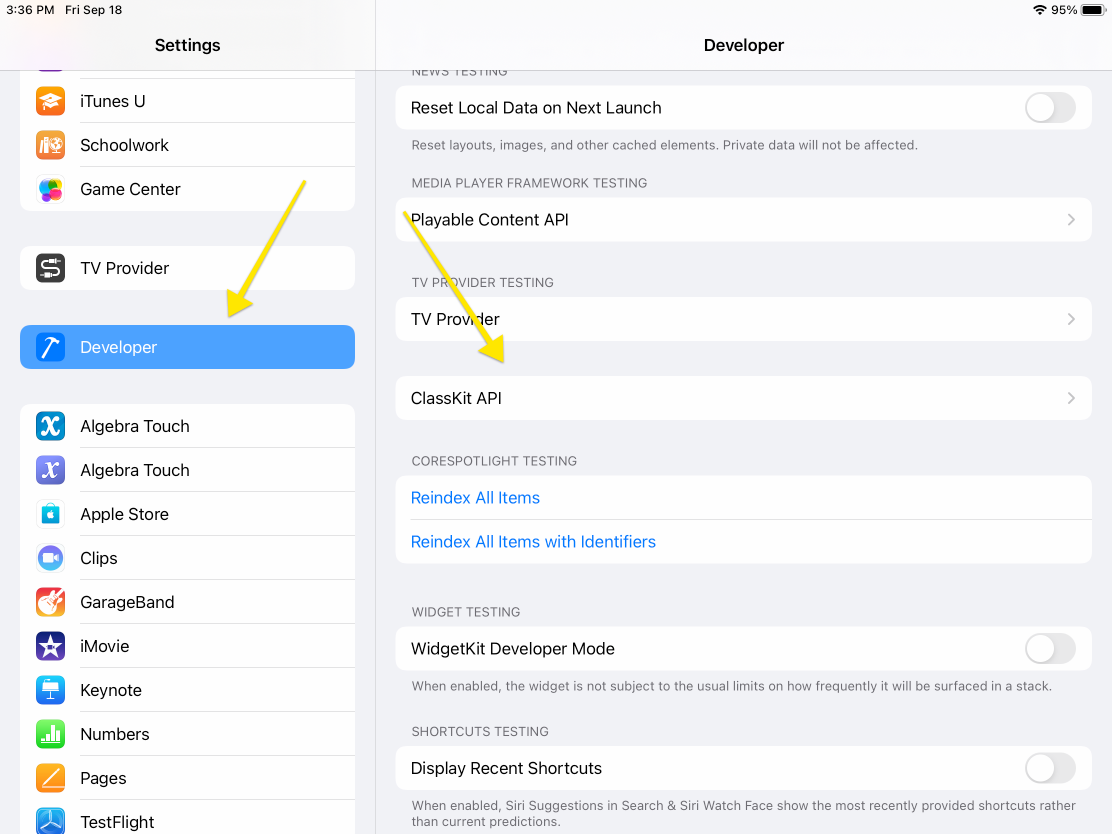 3:36 PM Fri Sep 18
95%
Settings
Developer
iTunes U
Schoolwork
Game Center
TV Provider
Developer
Algebra Touch
Algebra Touch
Apple Store
Clips
GarageBand
iMovie
Keynote
Numbers
Pages
TestFlight
NEWS TESTING
Reset Local Data on Next Launch
Reset layouts, images, and other cached elements. Private data will not be affected.
MEDIA PLAYER FRAMEWORK TESTING
Playable Content API
TV PROVIDER TESTING
TV Provider
ClassKit API
CORESPOTLIGHT TESTING
Reindex All Items
Reindex All Items with Identifiers
WIDGET TESTING
WidgetKit Developer Mode
When enabled, the widget is not subject to the usual limits on how frequently it will be surfaced in a stack.
SHORTCUTS TESTING
Display Recent Shortcuts
When enabled, Siri Suggestions in Search & Siri Watch Face show the most recently provided shortcuts rather
than current predictions.